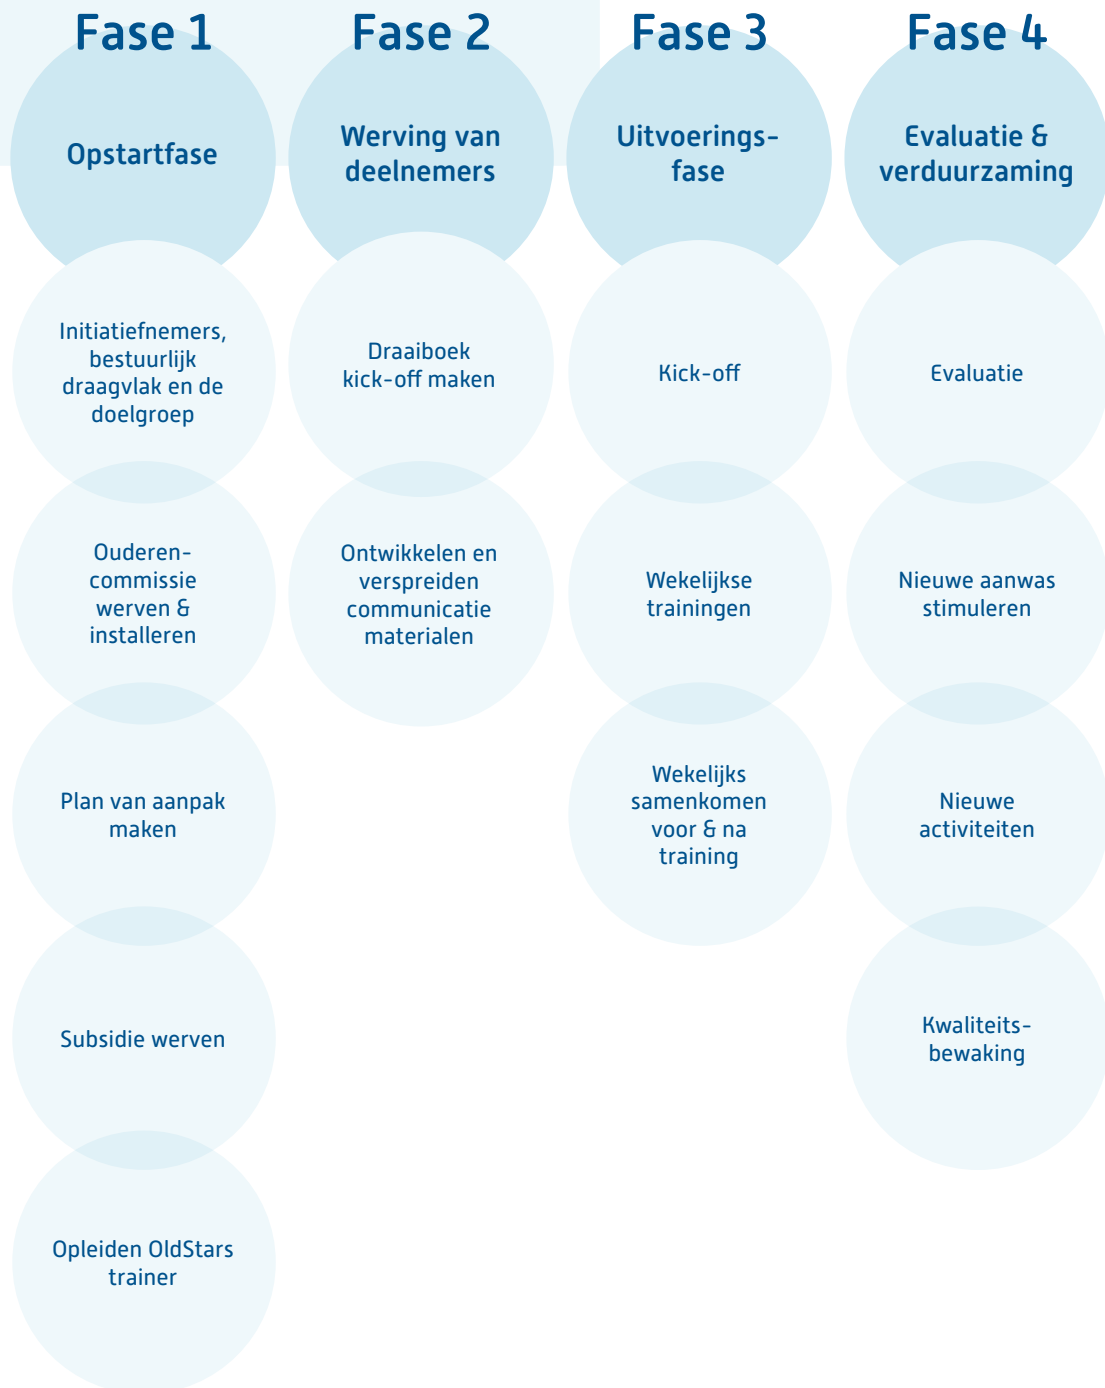 Fase 1
Opstartfase
Initiatiefnemers,
bestuurlijk
draagvlak en de
doelgroep
Ouderen-
commissie
werven &
installeren
Plan van aanpak
maken
Subsidie werven
Opleiden OldStars
trainer
Fase 2
Werving van
deelnemers
Draaiboek
kick-off maken
Ontwikkelen en
verspreiden
communicatie
materialen
Fase 3
Uitvoerings-
fase
Kick-off
Wekelijkse
trainingen
Wekelijks
samenkomen
voor & na
training
Fase 4
Evaluatie &
verduurzaming
Evaluatie
Nieuwe aanwas
stimuleren
Nieuwe
activiteiten
Kwaliteits-
bewaking